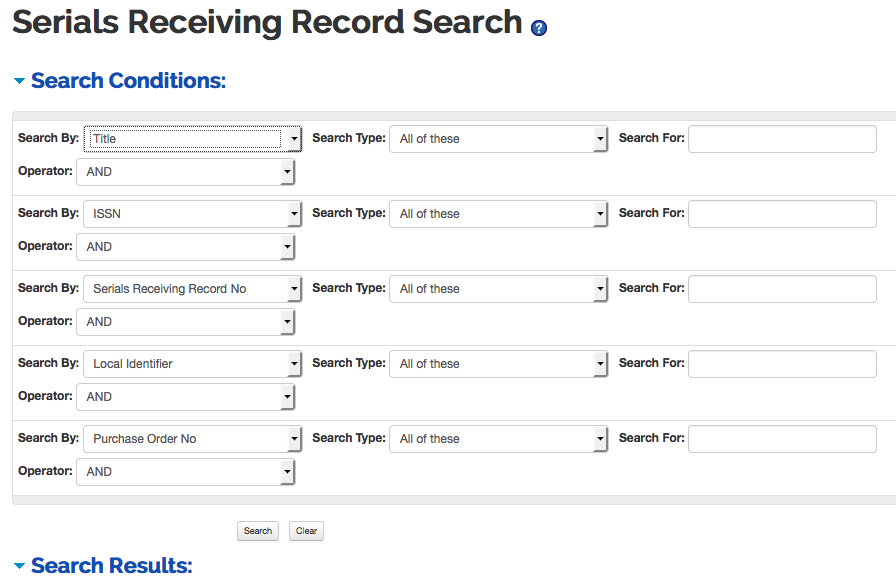 Serials Receiving Record Search ?
Search Conditions:
Search By: Title Search Type: All of these Search For:
Operator: AND
Search By: ISSN Search Type: All of these Search For:
Operator: AND
Search By: Serials Receiving Record No Search Type: All of these Search For:
Operator: AND
Search By: Local Identifier Search Type: All of these Search For:
Operator: AND
Search By: Purchase Order No Search Type: All of these Search For:
Operator: AND
Search Clear
Search Results: